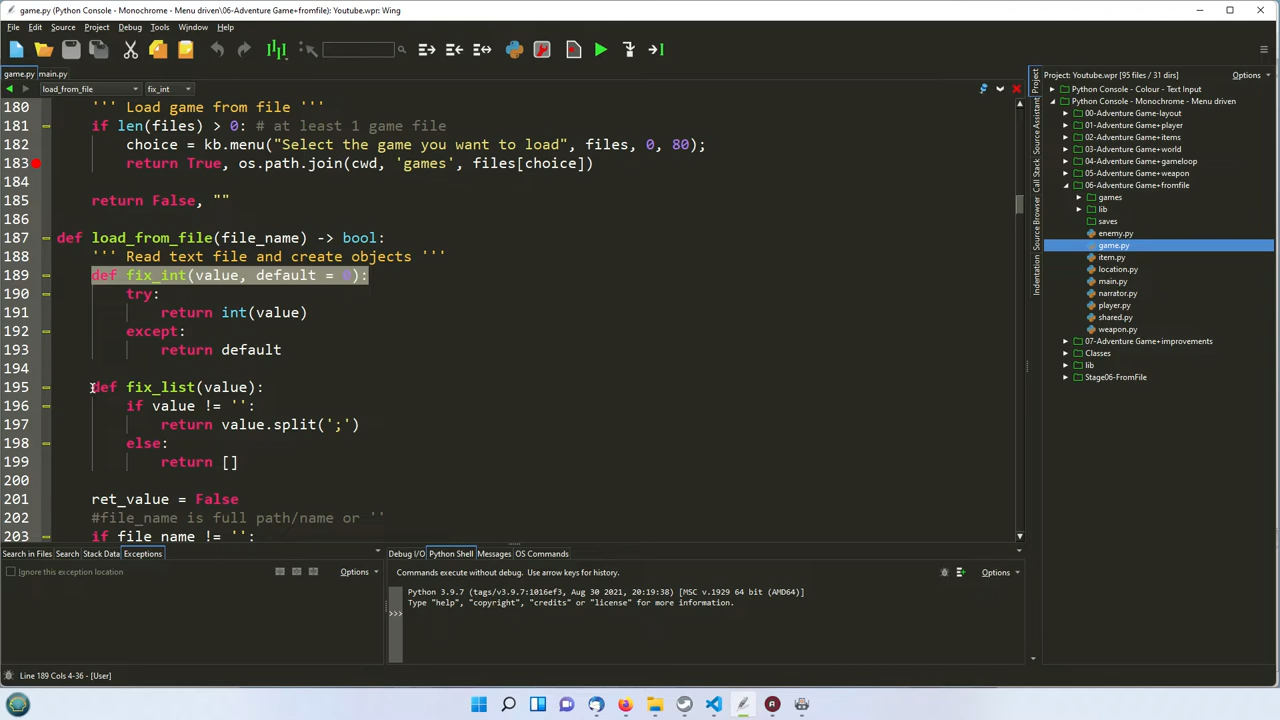 game.py (Python Console - Monochrome - Menu driven\06-Adventure Game+fromfile): Youtube.wpr: Wing
File Edit Source Project Debug Tools Window Help
game.py main.py
load_from_file fix_int
180 ''' Load game from file '''
181 if len(files) > 0: # at least 1 game file
182 choice = kb.menu("Select the game you want to load", files, 0, 80);
183 return True, os.path.join(cwd, 'games', files[choice])
184
185 return False, ""
186
187 def load_from_file(file_name) -> bool:
188 ''' Read text file and create objects '''
189 def fix_int(value, default = 0):
190 try:
191 return int(value)
192 except:
193 return default
194
195 def fix_list(value):
196 if value != '':
197 return value.split(';')
198 else:
199 return []
200
201 ret_value = False
202 #file_name is full path/name or ''
203 if file_name != '':
Project
Source Assistant
Call Stack
Source Browser
Indentation
Project: Youtube.wpr [95 files / 31 dirs] Options
Python Console - Colour - Text Input
Python Console - Monochrome - Menu driven
00-Adventure Game-layout
01-Adventure Game+player
02-Adventure Game+items
03-Adventure Game+world
04-Adventure Game+gameloop
05-Adventure Game+weapon
06-Adventure Game+fromfile
games
lib
saves
enemy.py
game.py
item.py
location.py
main.py
narrator.py
player.py
shared.py
weapon.py
07-Adventure Game+improvements
Classes
lib
Stage06-FromFile
Search in Files Search Stack Data Exceptions
Ignore this exception location Options
Debug I/O Python Shell Messages OS Commands
Commands execute without debug. Use arrow keys for history. Options
Python 3.9.7 (tags/v3.9.7:1016ef3, Aug 30 2021, 20:19:38) [MSC v.1929 64 bit (AMD64)]
Type "help", "copyright", "credits" or "license" for more information.
>>>
Line 189 Cols 4-36 - [User]